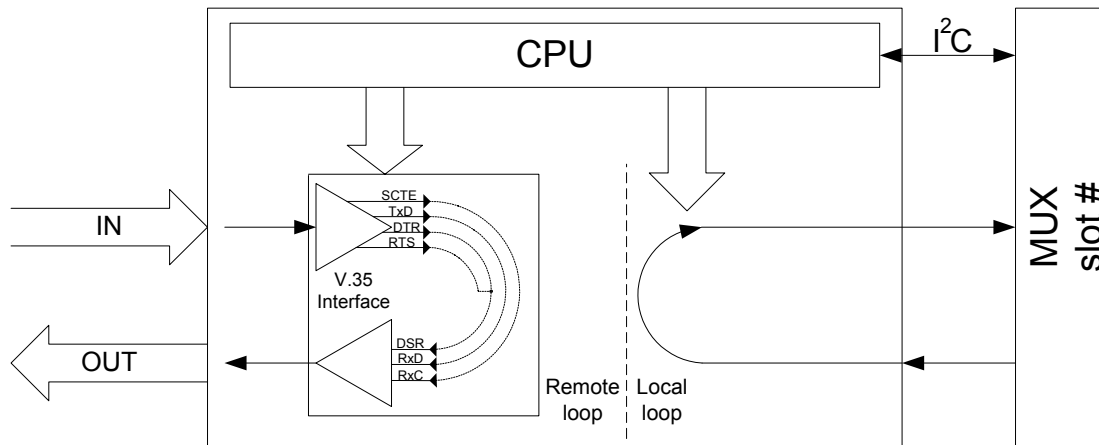 CPU
I²C
SCTE
TxD
DTR
RTS
IN
V.35
Interface
OUT
DSR
RxD
RxC
Remote
loop
Local
loop
MUX
slot #